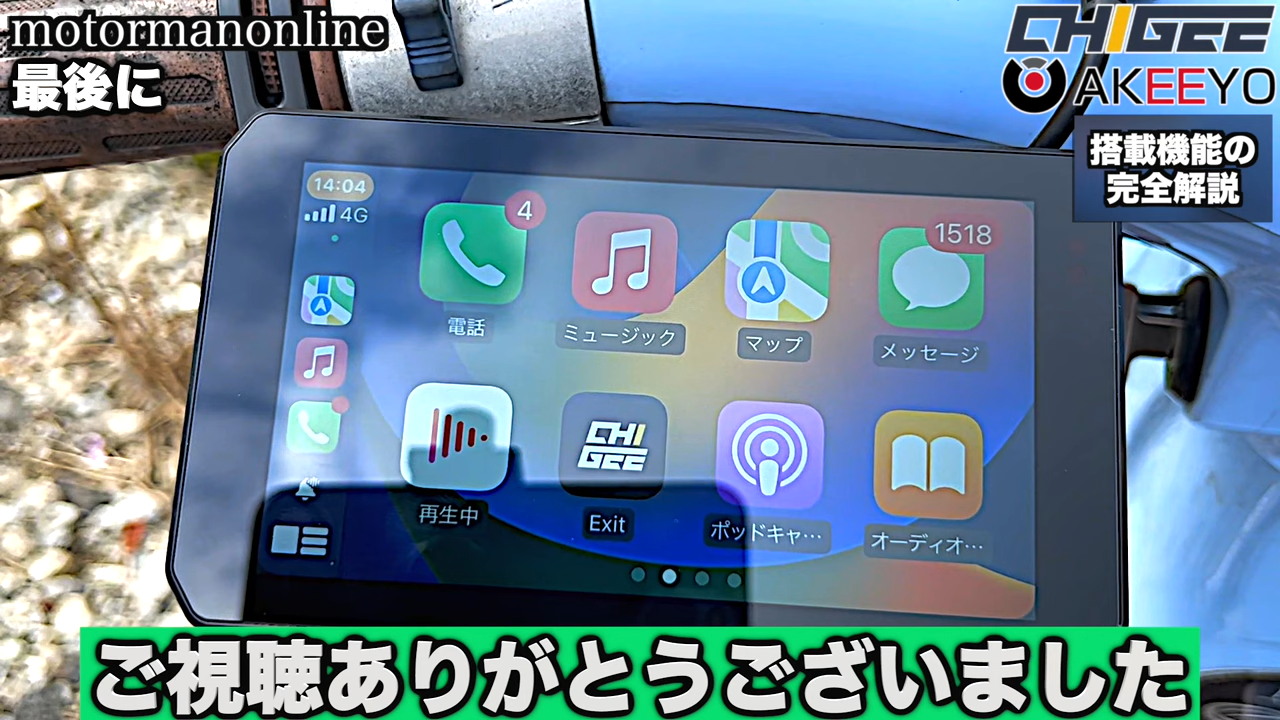 motormanonline
最後に
CHIGEE
AKEEYO
搭載機能の
完全解説
14:04
4G
4
1518
電話
ミュージック
マップ
メッセージ
CHI
GEE
再生中
Exit
ポッドキャ…
オーディオ…
ご視聴ありがとうございました